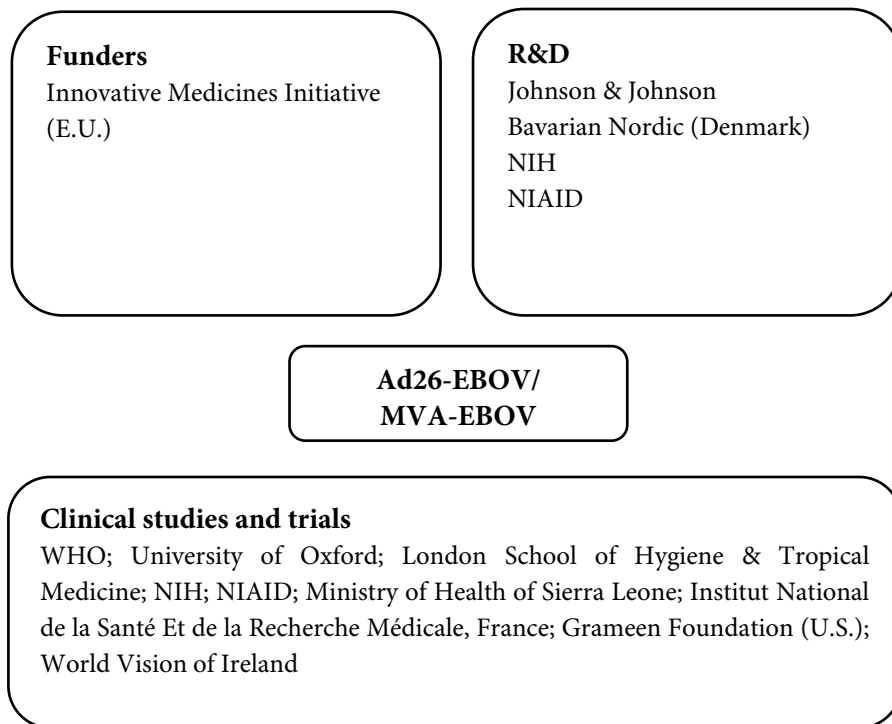 Funders
Innovative Medicines Initiative
(E.U.)
R&D
Johnson & Johnson
Bavarian Nordic (Denmark)
NIH
NIAID
Ad26-EBOV/
MVA-EBOV
Clinical studies and trials
WHO; University of Oxford; London School of Hygiene & Tropical
Medicine; NIH; NIAID; Ministry of Health of Sierra Leone; Institut National
de la Santé Et de la Recherche Médicale, France; Grameen Foundation (U.S.);
World Vision of Ireland